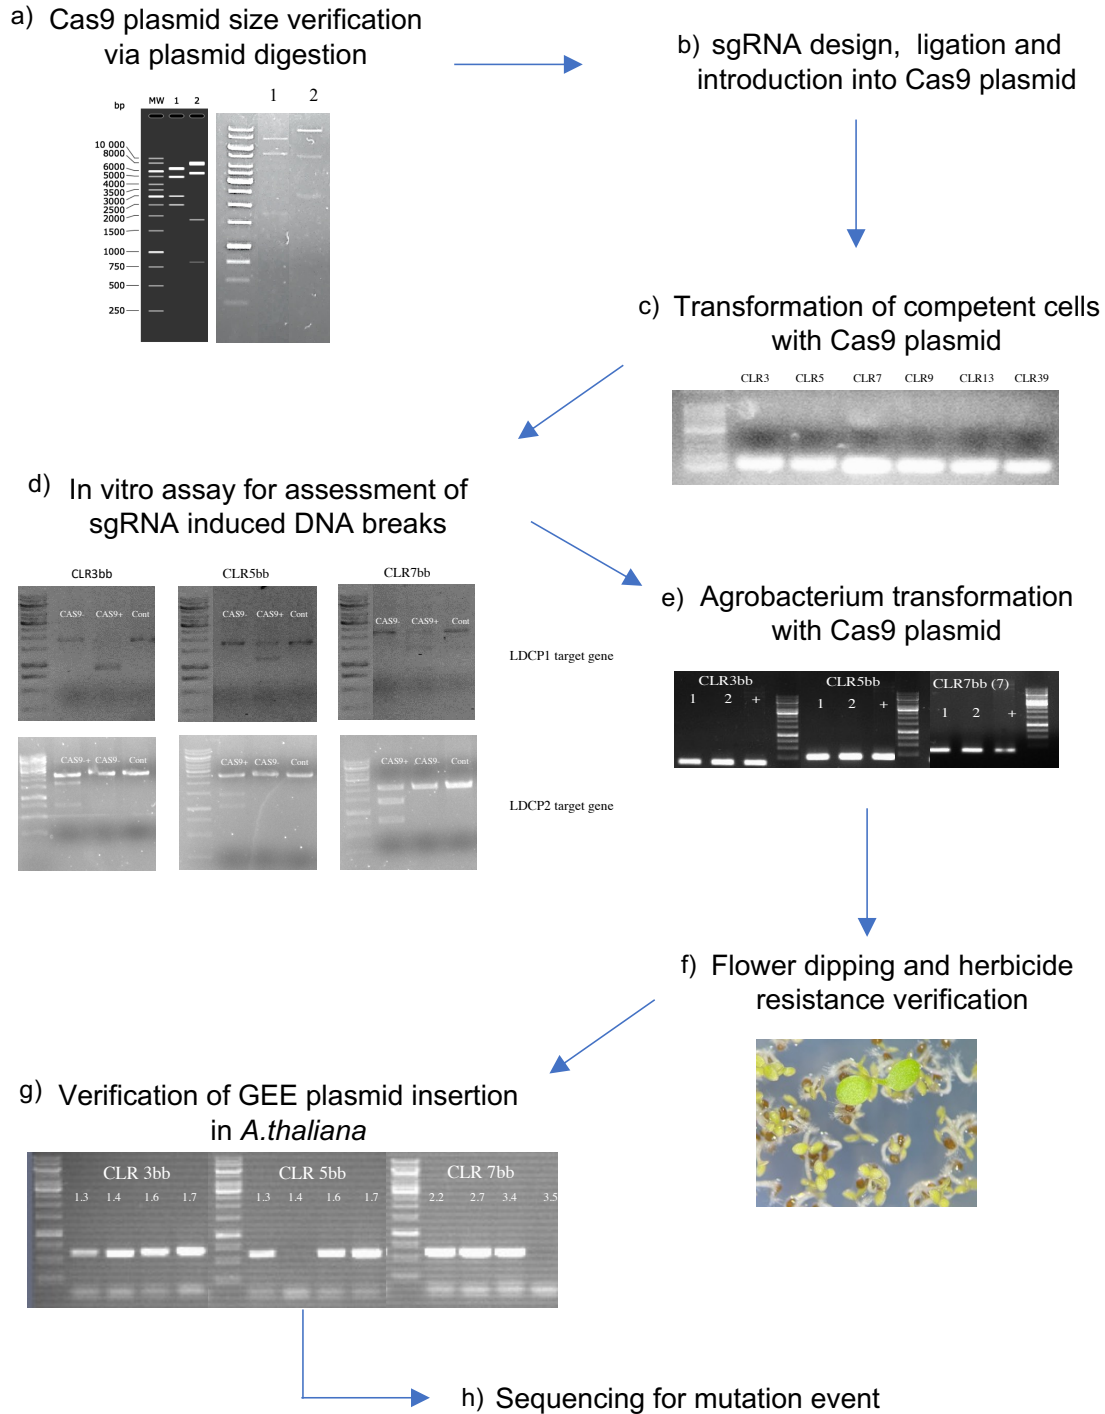 a) Cas9 plasmid size verification
via plasmid digestion
b) sgRNA design, ligation and
introduction into Cas9 plasmid
1 2
bp MW 1 2
10 000
8000
6000
5000
4000
3500
3000
2500
2000
1500
1000
750
500
250
c) Transformation of competent cells
with Cas9 plasmid
CLR3 CLR5 CLR7 CLR9 CLR13 CLR39
d) In vitro assay for assessment of
sgRNA induced DNA breaks
CLR3bb CLR5bb CLR7bb
CAS9- CAS9+ Cont CAS9- CAS9+ Cont CAS9- CAS9+ Cont
LDCP1 target gene
CAS9-+ CAS9- Cont CAS9+ CAS9- Cont CAS9+ CAS9- Cont
LDCP2 target gene
e) Agrobacterium transformation
with Cas9 plasmid
CLR3bb CLR5bb CLR7bb (7)
1 2 + 1 2 + 1 2 +
f) Flower dipping and herbicide
resistance verification
g) Verification of GEE plasmid insertion
in A.thaliana
CLR 3bb CLR 5bb CLR 7bb
1.3 1.4 1.6 1.7 1.3 1.4 1.6 1.7 2.2 2.7 3.4 3.5
h) Sequencing for mutation event